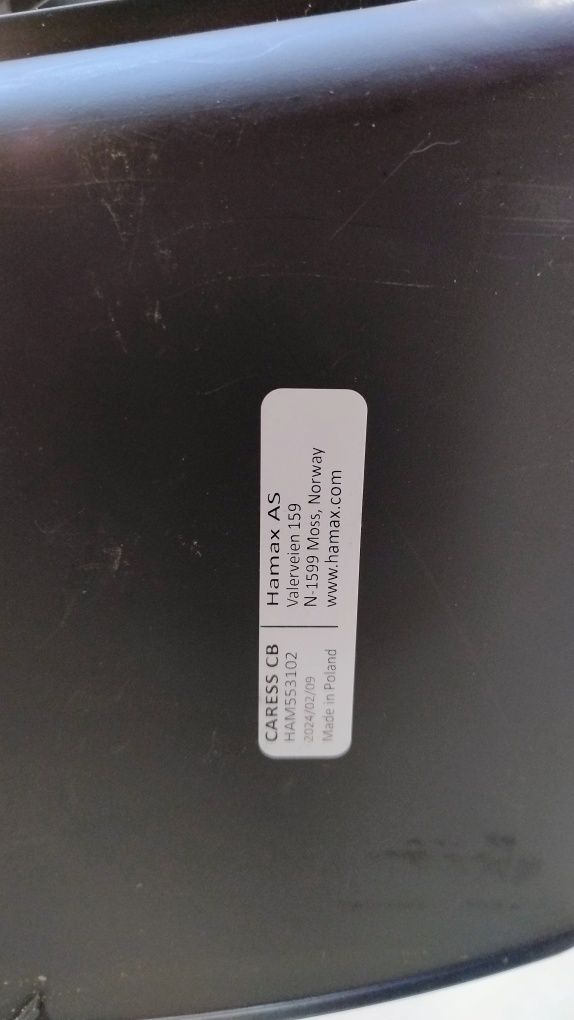 CARESS CB
HAM553102
2024/02/09
Made in Poland
Hamax AS
Valerveien 159
N-1599 Moss, Norway
www.hamax.com